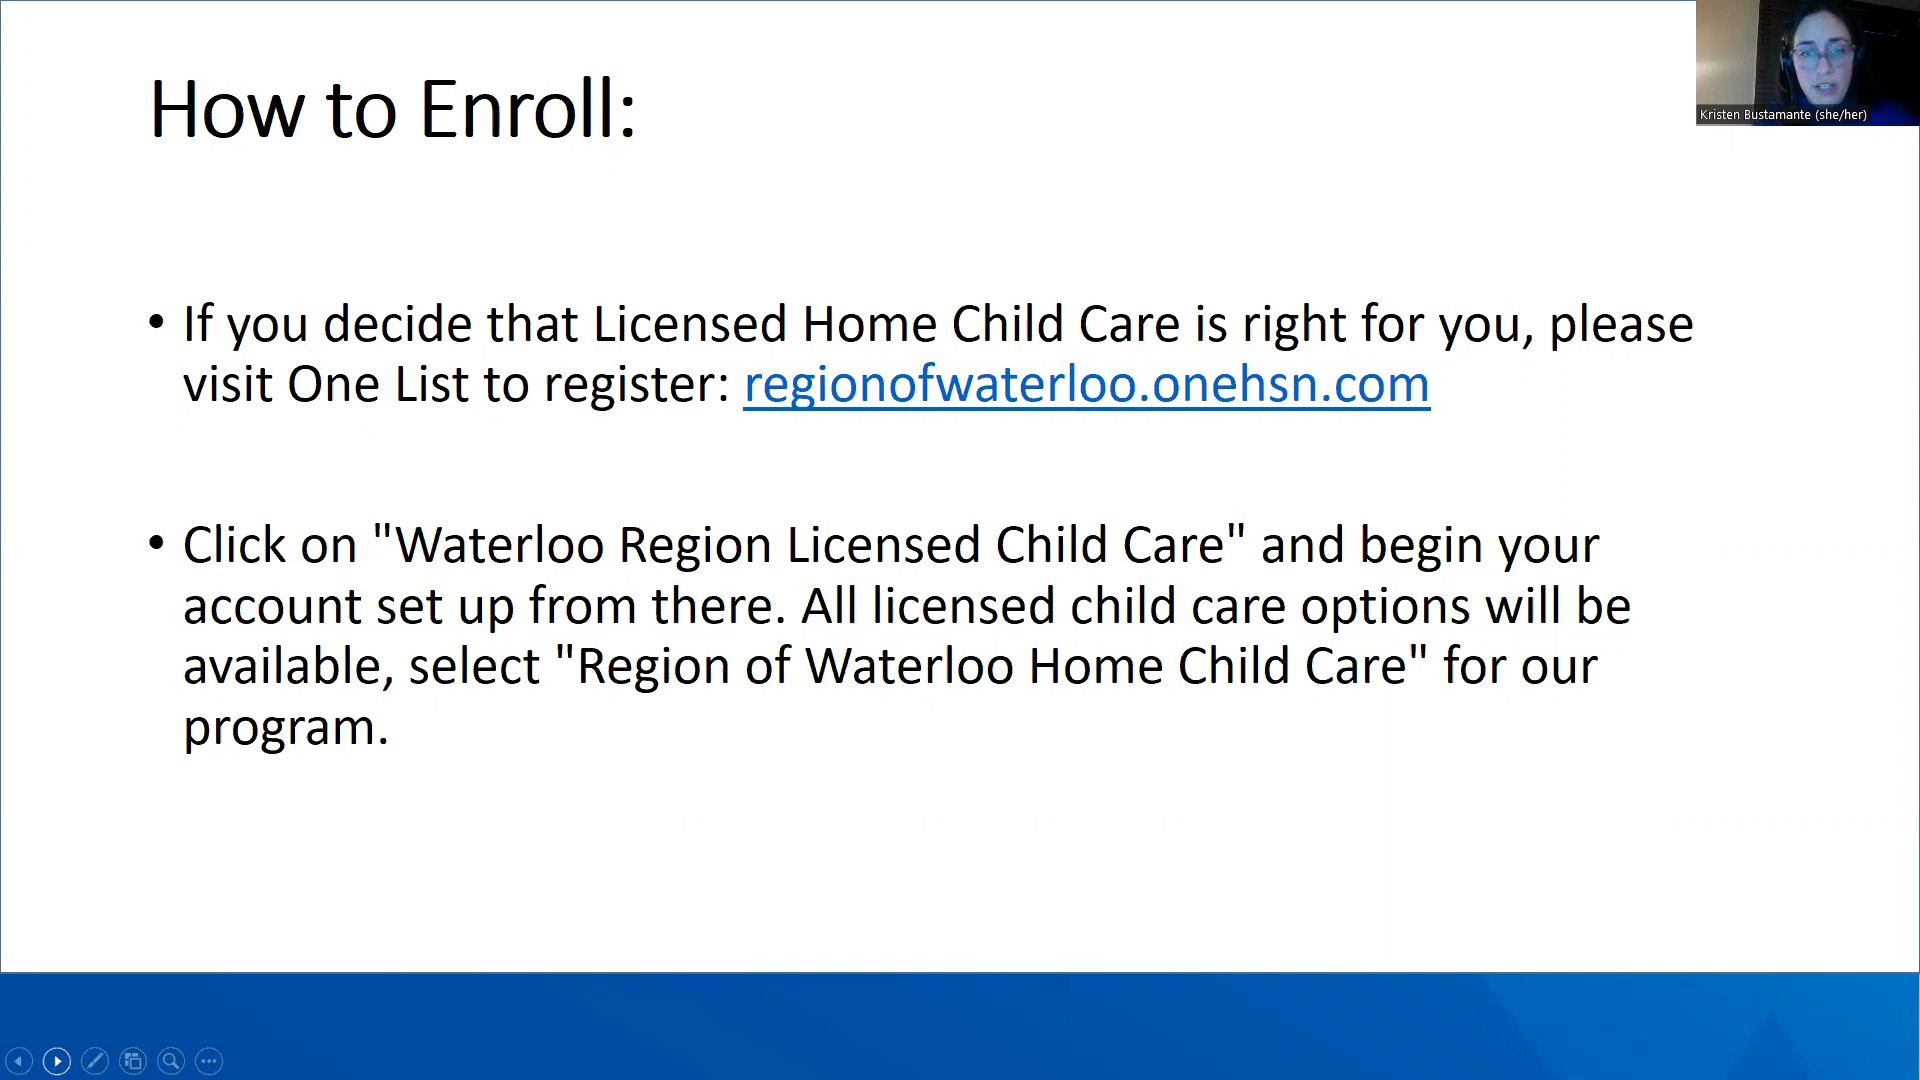 How to Enroll:
Kristen Bustamante (she/her)
• If you decide that Licensed Home Child Care is right for you, please
visit One List to register: regionofwaterloo.onehsn.com
• Click on "Waterloo Region Licensed Child Care" and begin your
account set up from there. All licensed child care options will be
available, select "Region of Waterloo Home Child Care" for our
program.